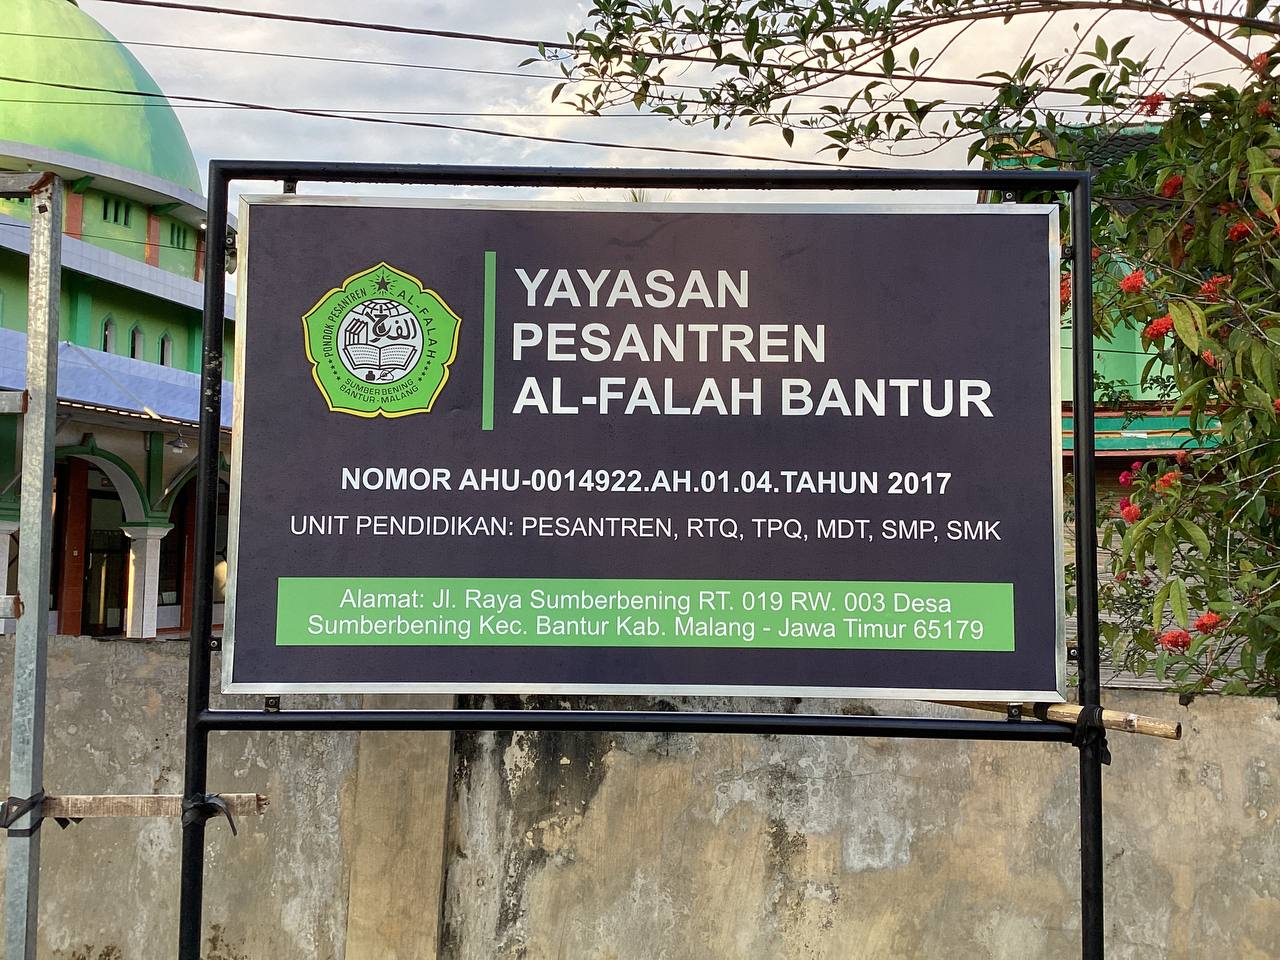 PONDOK PESANTREN AL-FALAH
الفلاح
SUMBERBENING
BANTUR-MALANG
YAYASAN
PESANTREN
AL-FALAH BANTUR
NOMOR AHU-0014922.AH.01.04.TAHUN 2017
UNIT PENDIDIKAN: PESANTREN, RTQ, TPQ, MDT, SMP, SMK
Alamat: Jl. Raya Sumberbening RT. 019 RW. 003 Desa
Sumberbening Kec. Bantur Kab. Malang - Jawa Timur 65179